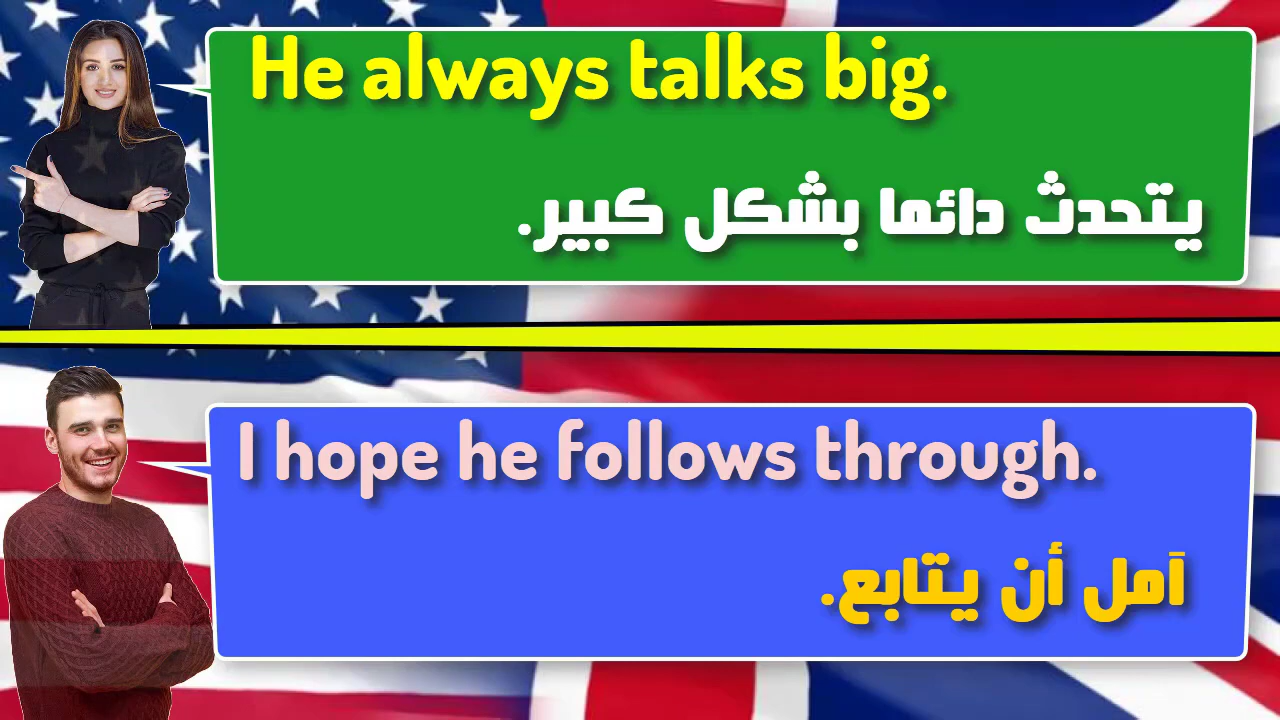 He always talks big.
يتحدث دائما بشكل كبير.
I hope he follows through.
آمل أن يتابع.